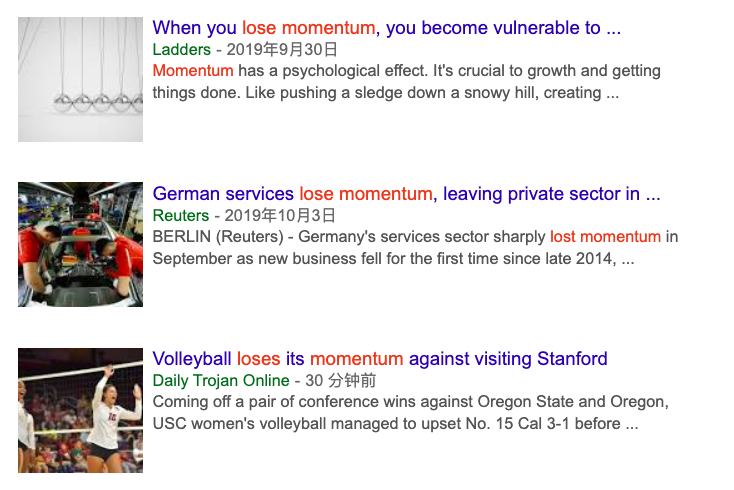 When you lose momentum, you become vulnerable to ...
Ladders - 2019年9月30日
Momentum has a psychological effect. It's crucial to growth and getting
things done. Like pushing a sledge down a snowy hill, creating ...
German services lose momentum, leaving private sector in ...
Reuters - 2019年10月3日
BERLIN (Reuters) - Germany's services sector sharply lost momentum in
September as new business fell for the first time since late 2014, ...
Volleyball loses its momentum against visiting Stanford
Daily Trojan Online - 30 分钟前
Coming off a pair of conference wins against Oregon State and Oregon,
USC women's volleyball managed to upset No. 15 Cal 3-1 before ...